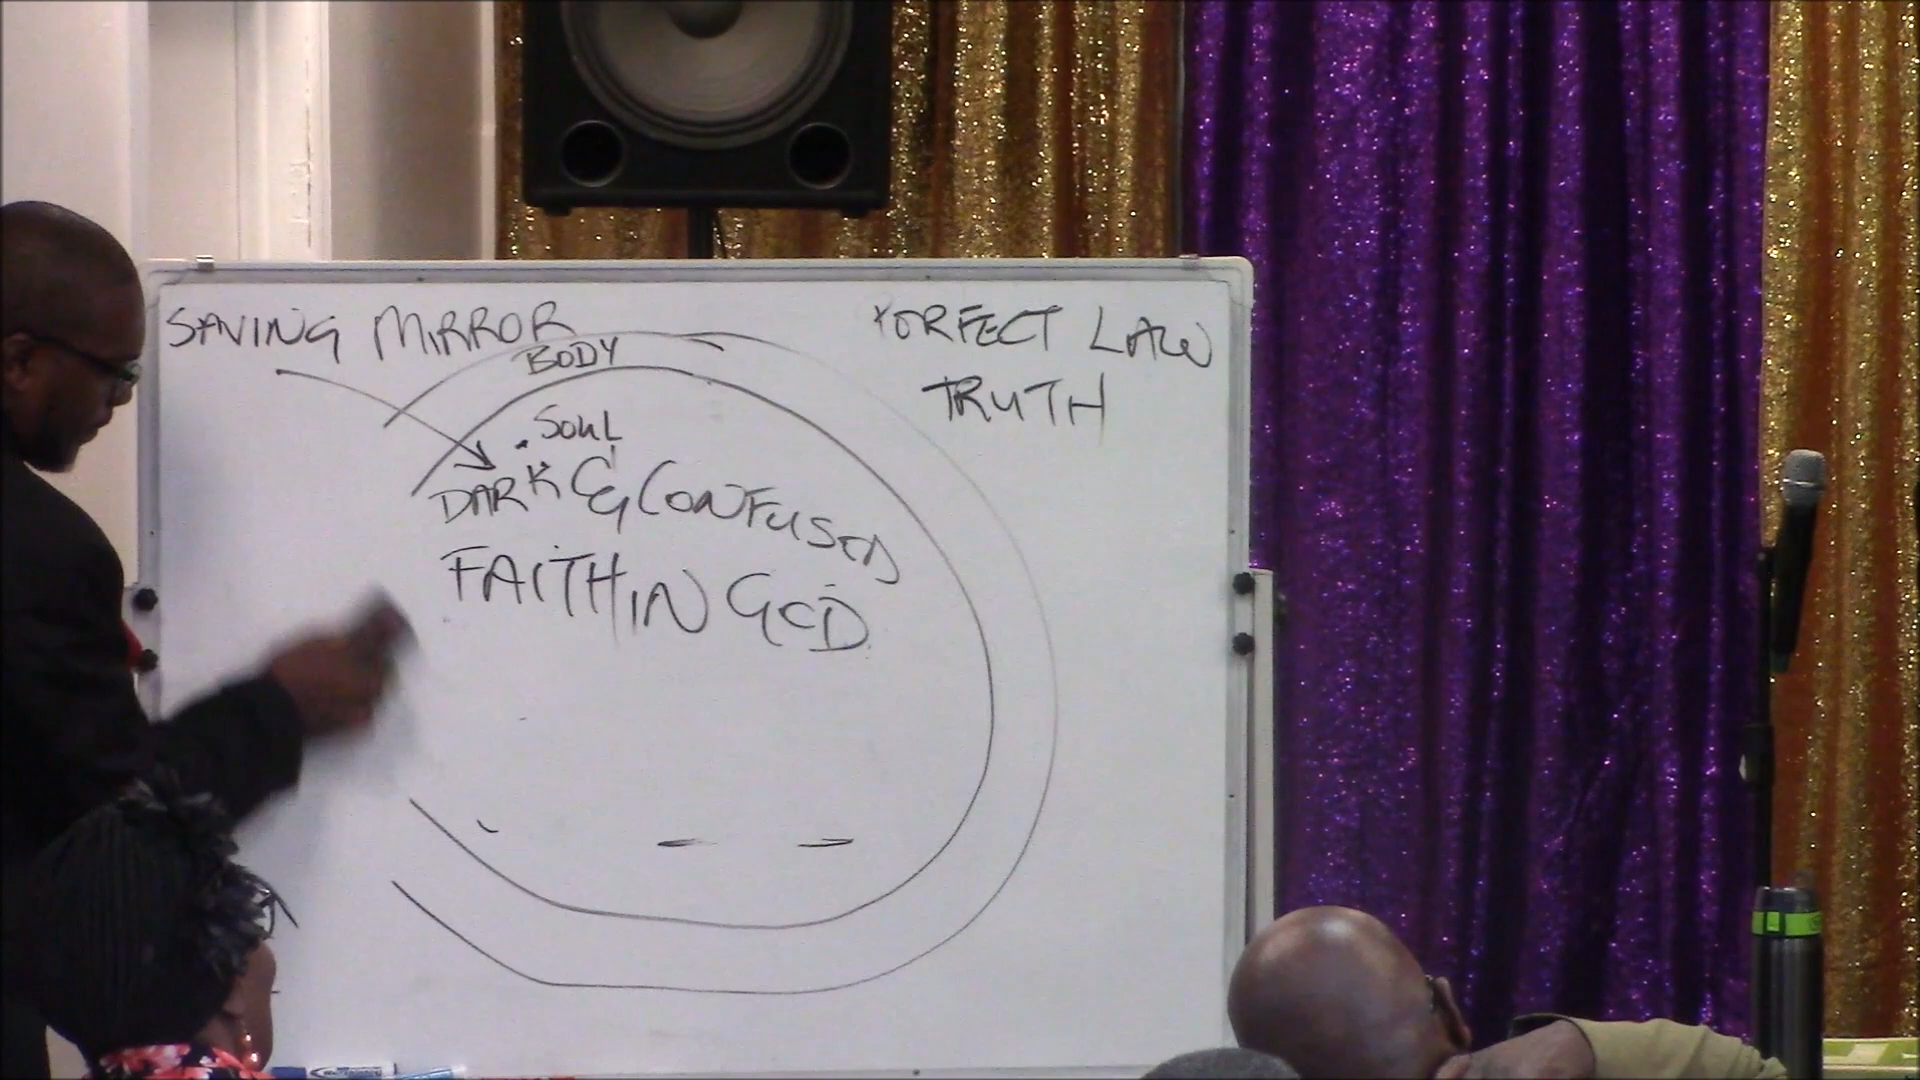 SAVING MIRROR
PERFECT LAW
TRUTH
BODY
SOUL
DARK & CONFUSED
FAITH IN GOD